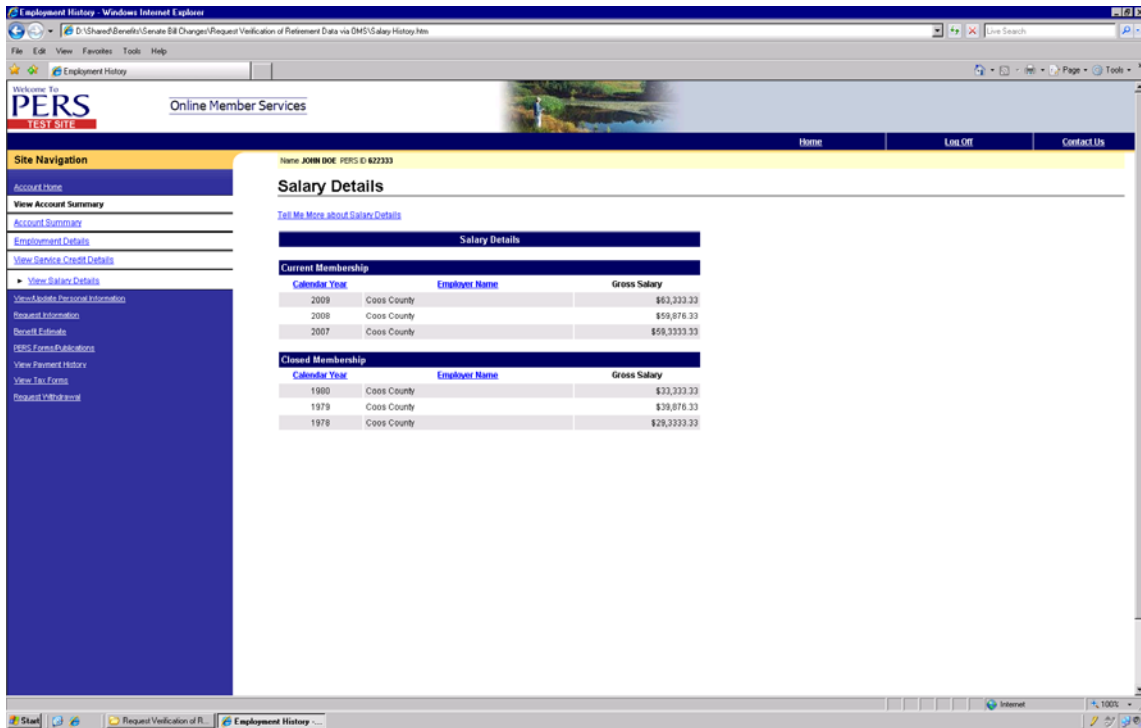 Employment History - Windows Internet Explorer
D:\Shared\Benefits\Senate Bill Changes\Request Verification of Retirement Data via OMS\Salary History.htm
Live Search
File Edit View Favorites Tools Help
Employment History
Page Tools
Welcome To
PERS
TEST SITE
Online Member Services
Home Log Off Contact Us
Site Navigation
Name JOHN DOE PERS ID 622333
Account Home
View Account Summary
Account Summary
Employment Details
View Service Credit Details
View Salary Details
View/Update Personal Information
Request Information
Benefit Estimate
PERS Forms/Publications
View Payment History
View Tax Forms
Request Withdrawal
Salary Details
Tell Me More about Salary Details
Salary Details
Current Membership
Calendar Year Employer Name Gross Salary
2009 Coos County $63,333.33
2008 Coos County $59,876.33
2007 Coos County $59,3333.33
Closed Membership
Calendar Year Employer Name Gross Salary
1980 Coos County $33,333.33
1979 Coos County $39,876.33
1978 Coos County $29,3333.33
Internet 100%
Start Request Verification of R... Employment History -...